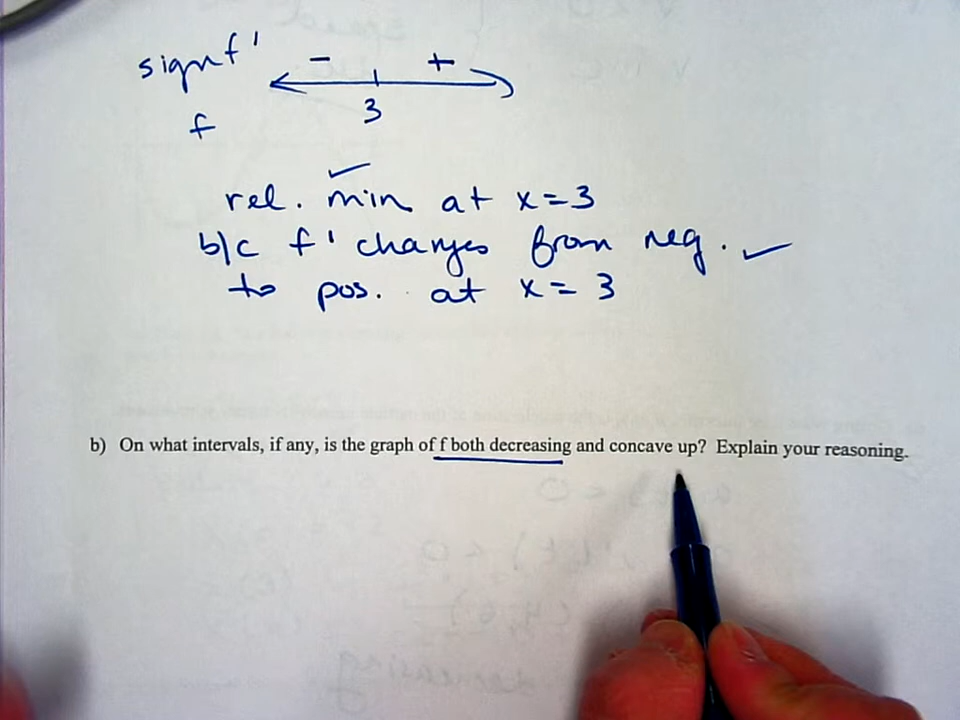 sign f'
− +
3
f
rel. min at x=3
b/c f' changes from neg.
to pos. at x=3
b) On what intervals, if any, is the graph of f both decreasing and concave up? Explain your reasoning.